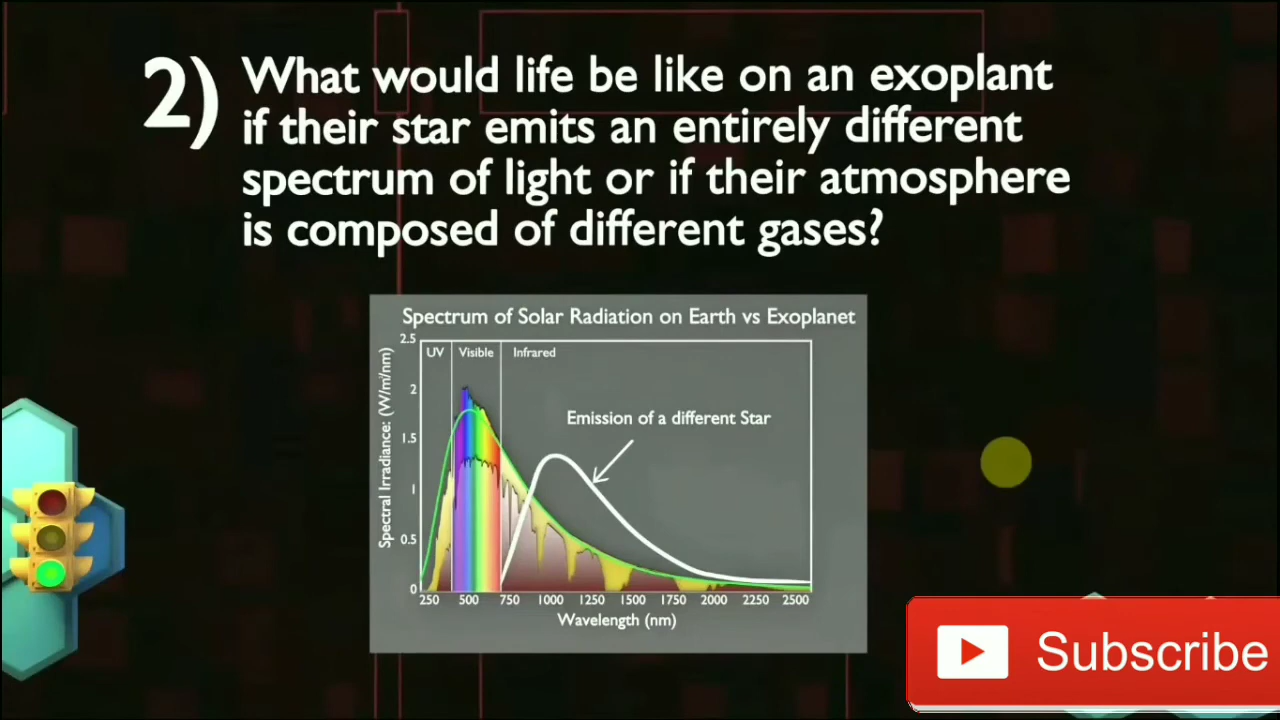 2) What would life be like on an exoplant
if their star emits an entirely different
spectrum of light or if their atmosphere
is composed of different gases?
Spectrum of Solar Radiation on Earth vs Exoplanet
2.5
UV Visible Infrared
2
Emission of a different Star
1.5
1
0.5
0
Spectral Irradiance: (W/m/nm)
250 500 750 1000 1250 1500 1750 2000 2250 2500
Wavelength (nm)
Subscribe